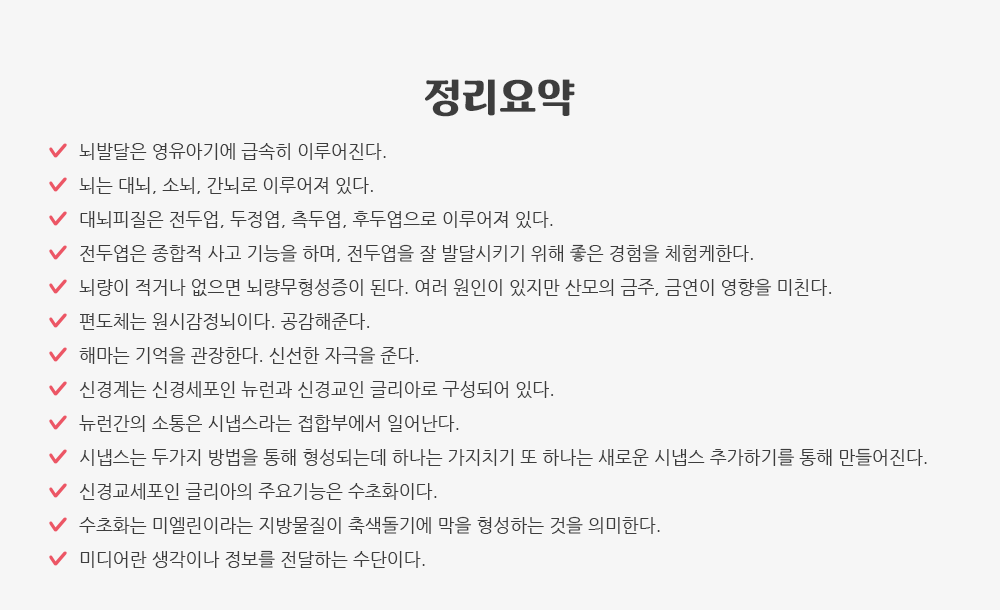 정리요약
뇌발달은 영유아기에 급속히 이루어진다.
뇌는 대뇌, 소뇌, 간뇌로 이루어져 있다.
대뇌피질은 전두업, 두정엽, 측두엽, 후두엽으로 이루어져 있다.
전두엽은 종합적 사고 기능을 하며, 전두엽을 잘 발달시키기 위해 좋은 경험을 체험케한다.
뇌량이 적거나 없으면 뇌량무형성증이 된다. 여러 원인이 있지만 산모의 금주, 금연이 영향을 미친다.
편도체는 원시감정뇌이다. 공감해준다.
해마는 기억을 관장한다. 신선한 자극을 준다.
신경계는 신경세포인 뉴런과 신경교인 글리아로 구성되어 있다.
뉴런간의 소통은 시냅스라는 접합부에서 일어난다.
시냅스는 두가지 방법을 통해 형성되는데 하나는 가지치기 또 하나는 새로운 시냅스 추가하기를 통해 만들어진다.
신경교세포인 글리아의 주요기능은 수초화이다.
수초화는 미엘린이라는 지방물질이 축색돌기에 막을 형성하는 것을 의미한다.
미디어란 생각이나 정보를 전달하는 수단이다.